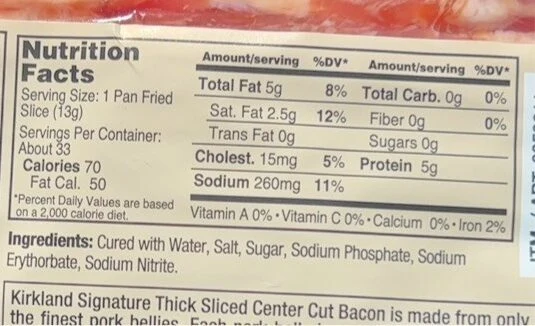 Nutrition
Facts
Serving Size: 1 Pan Fried
Slice (13g)
Servings Per Container:
About 33
Calories 70
Fat Cal. 50
*Percent Daily Values are based
on a 2,000 calorie diet.
Amount/serving %DV* Amount/serving %DV*
Total Fat 5g 8% Total Carb. 0g 0%
Sat. Fat 2.5g 12% Fiber 0g 0%
Trans Fat 0g Sugars 0g
Cholest. 15mg 5% Protein 5g
Sodium 260mg 11%
Vitamin A 0% • Vitamin C 0% • Calcium 0% • Iron 2%
Ingredients: Cured with Water, Salt, Sugar, Sodium Phosphate, Sodium
Erythorbate, Sodium Nitrite.
Kirkland Signature Thick Sliced Center Cut Bacon is made from only
the finest pork bellies. Each